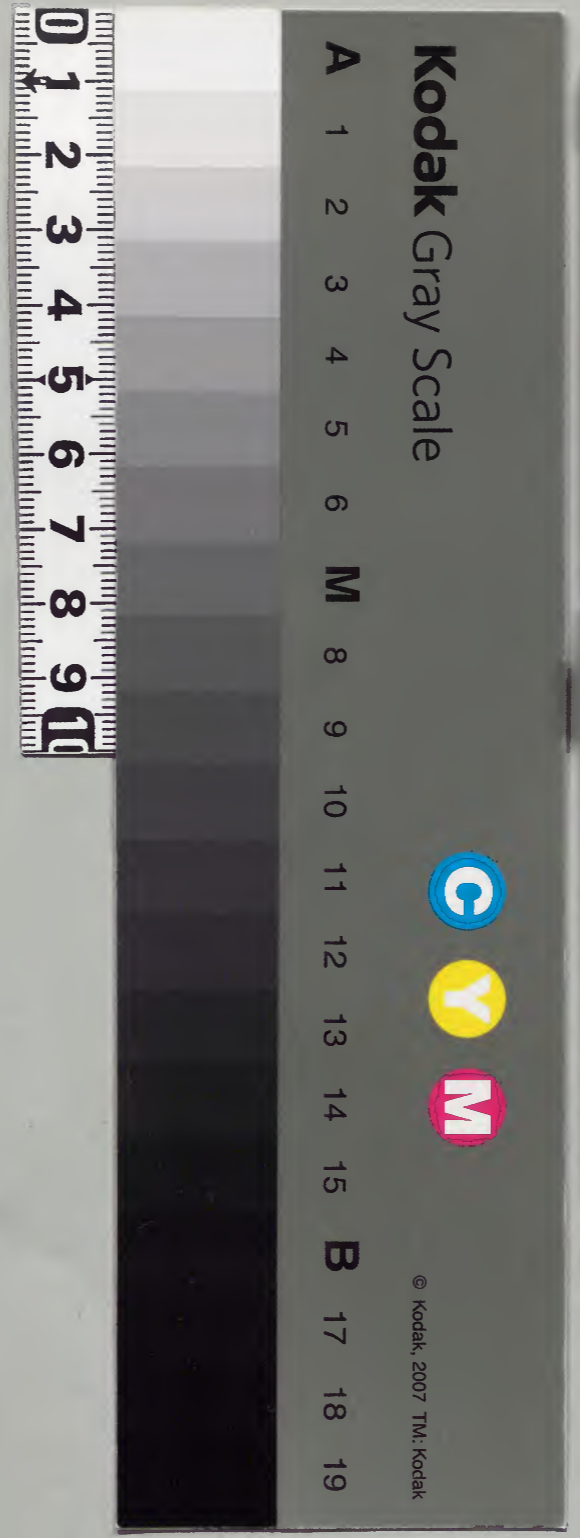 Kodak Gray Scale
C Y M
© Kodak, 2007 TM: Kodak
A 1 2 3 4 5 6 M 8 9 10 11 12 13 14 15 B 17 18 19
0 1 2 3 4 5 6 7 8 9 10